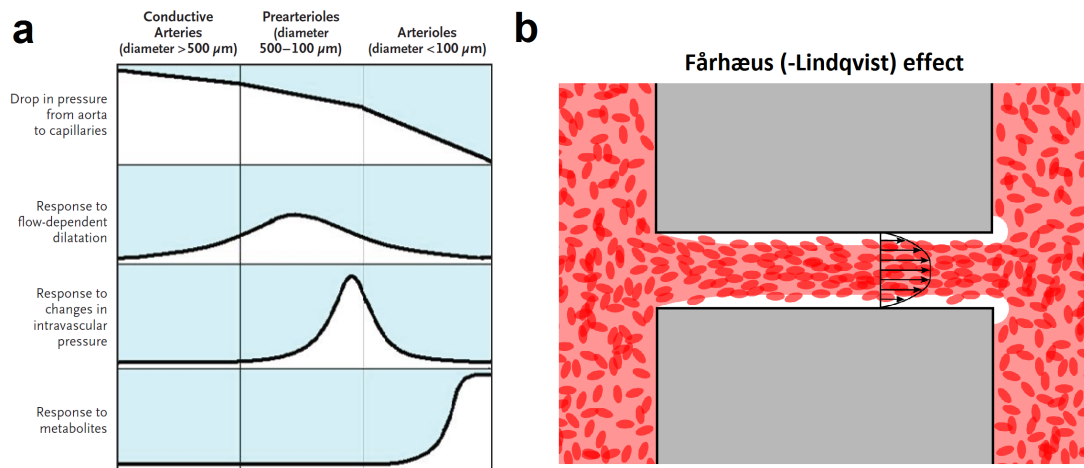 a
Conductive
Arteries
(diameter >500 μm)
Prearterioles
(diameter
500–100 μm)
Arterioles
(diameter <100 μm)
Drop in pressure
from aorta
to capillaries
Response to
flow-dependent
dilatation
Response to
changes in
intravascular
pressure
Response to
metabolites
b
Fårhæus (-Lindqvist) effect